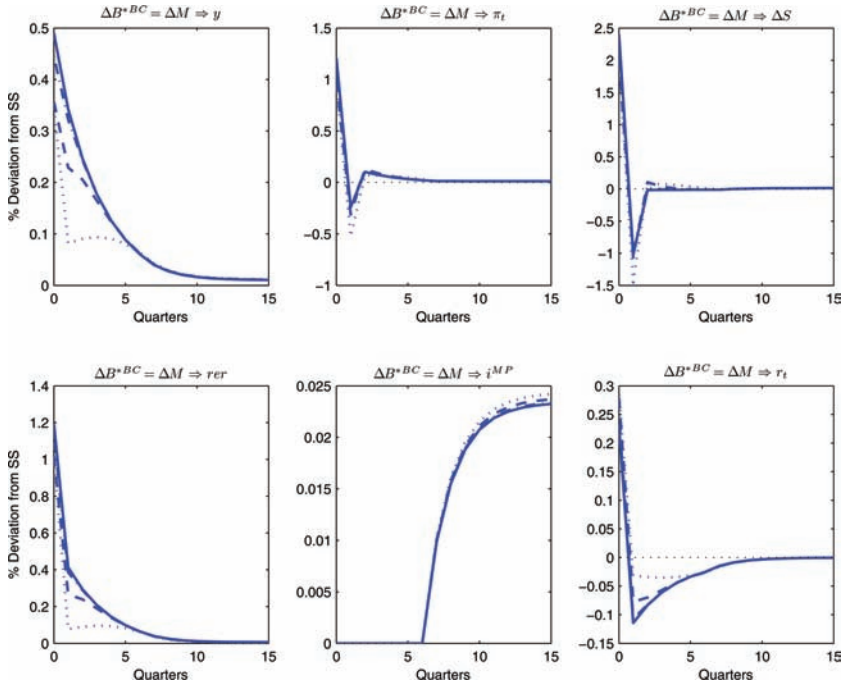 ΔB*ᴮᶜ = ΔM ⇒ y
ΔB*ᴮᶜ = ΔM ⇒ πₜ
ΔB*ᴮᶜ = ΔM ⇒ ΔS
% Deviation from SS
0.5
0.4
0.3
0.2
0.1
0
0 5 10 15
Quarters
1.5
1
0.5
0
−0.5
−1
0 5 10 15
Quarters
2.5
2
1.5
1
0.5
0
−0.5
−1
−1.5
0 5 10 15
Quarters
ΔB*ᴮᶜ = ΔM ⇒ rer
ΔB*ᴮᶜ = ΔM ⇒ iᴹᴾ
ΔB*ᴮᶜ = ΔM ⇒ rₜ
% Deviation from SS
1.4
1.2
1
0.8
0.6
0.4
0.2
0
0 5 10 15
Quarters
0.025
0.02
0.015
0.01
0.005
0
0 5 10 15
Quarters
0.3
0.25
0.2
0.15
0.1
0.05
0
−0.05
−0.1
−0.15
0 5 10 15
Quarters